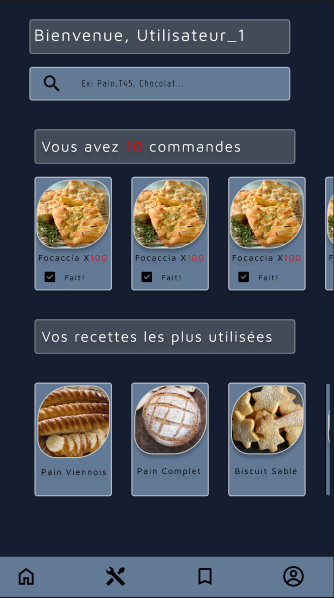 Bienvenue, Utilisateur_1
Ex: Pain,T45, Chocolat...
Vous avez 10 commandes
Focaccia X100 Focaccia X100 Focaccia X100 F
Fait! Fait! Fait!
Vos recettes les plus utilisées
Pain Viennois Pain Complet Biscuit Sablé